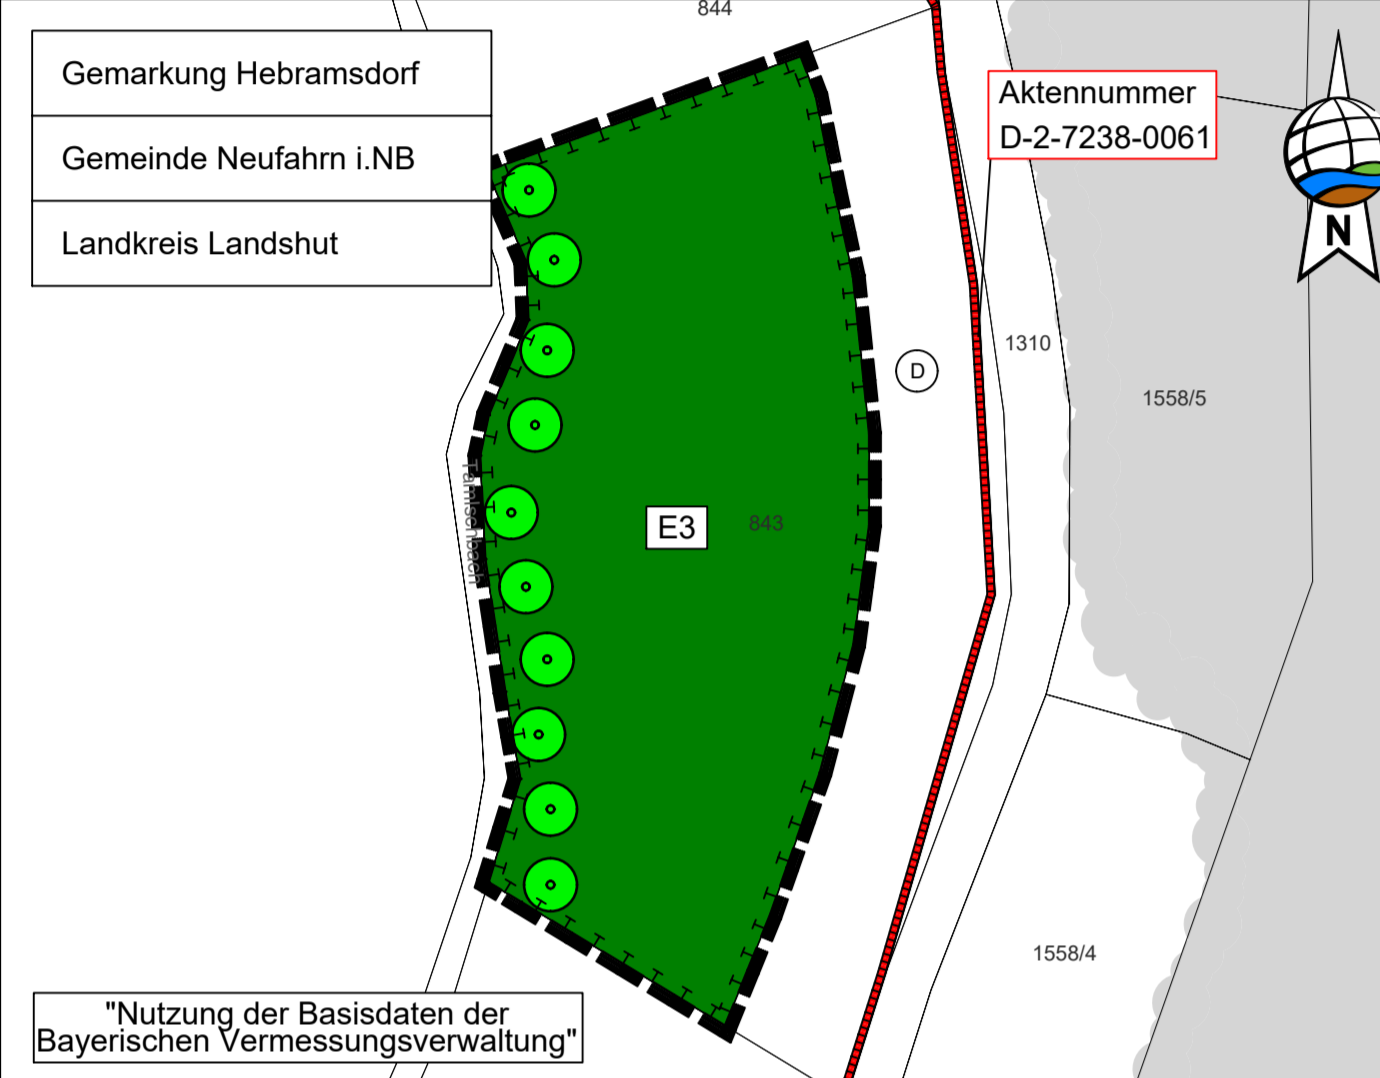 844
Gemarkung Hebramsdorf
Gemeinde Neufahrn i.NB
Landkreis Landshut
Aktennummer
D-2-7238-0061
N
1310
D
1558/5
E3
843
1558/4
"Nutzung der Basisdaten der
Bayerischen Vermessungsverwaltung"